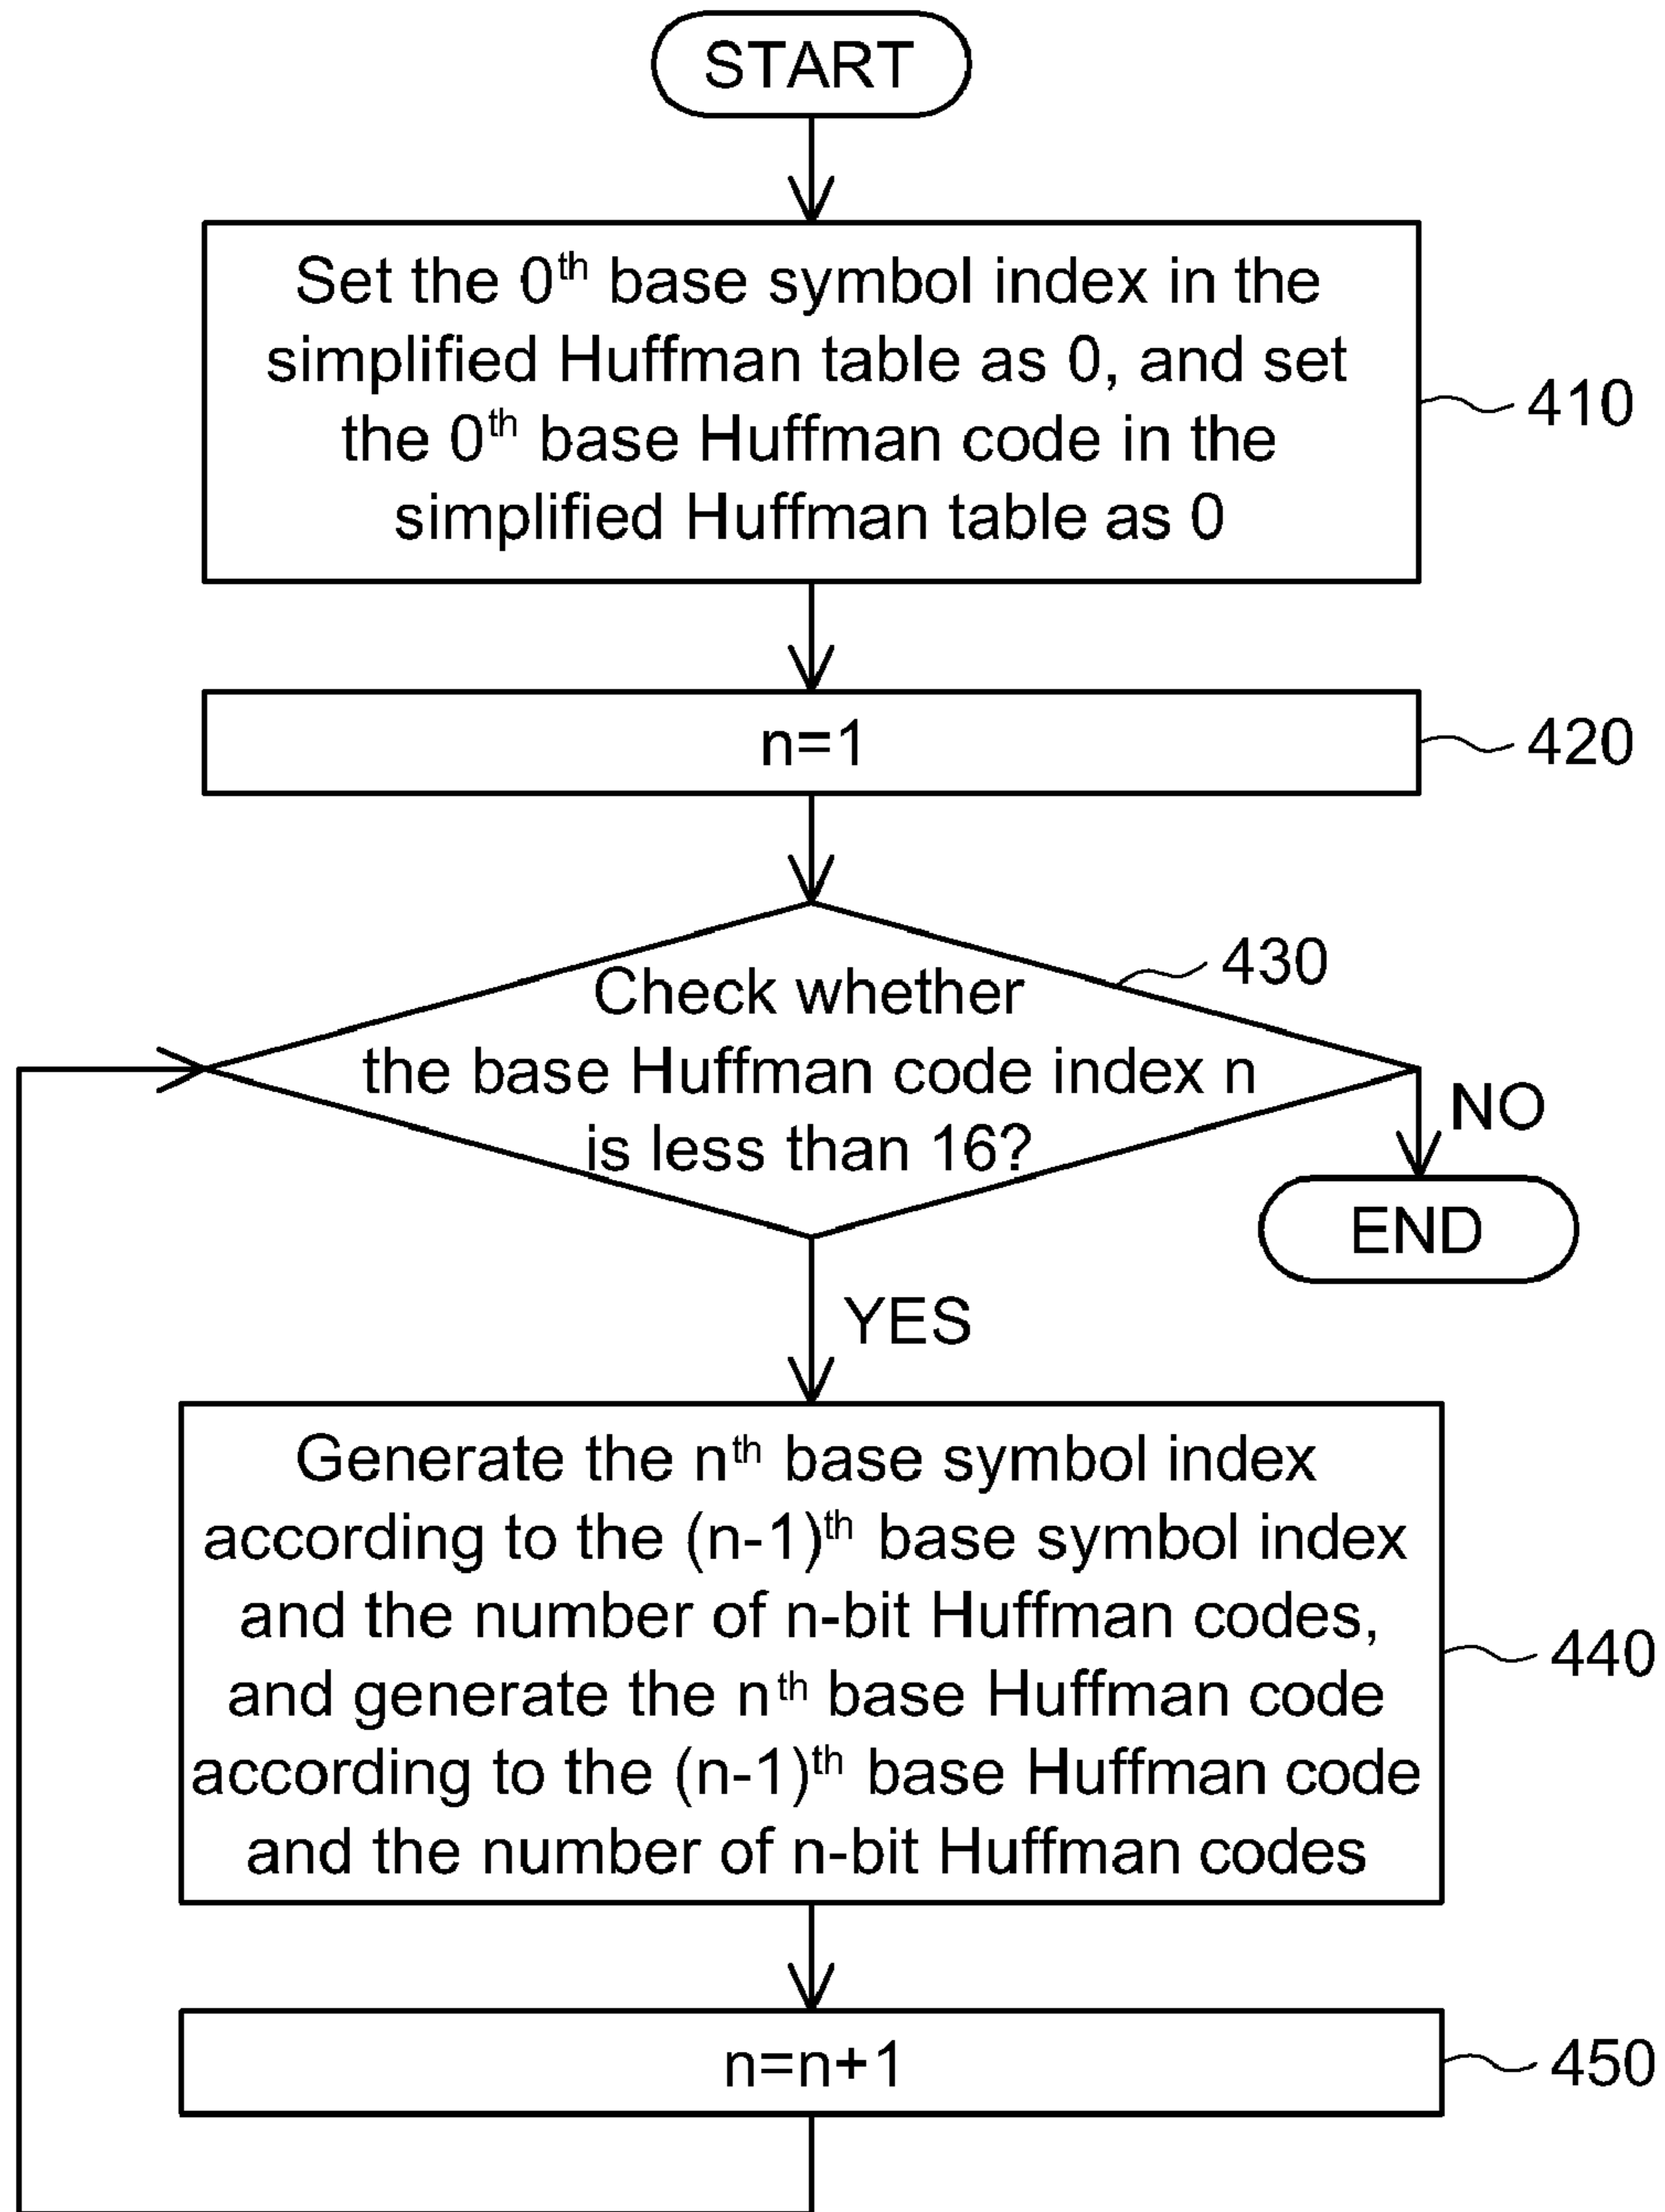 START
Set the 0th base symbol index in the
simplified Huffman table as 0, and set
the 0th base Huffman code in the
simplified Huffman table as 0
410
n=1
420
430
Check whether
the base Huffman code index n
is less than 16?
NO
END
YES
Generate the nth base symbol index
according to the (n-1)th base symbol index
and the number of n-bit Huffman codes,
and generate the nth base Huffman code
according to the (n-1)th base Huffman code
and the number of n-bit Huffman codes
440
n=n+1
450